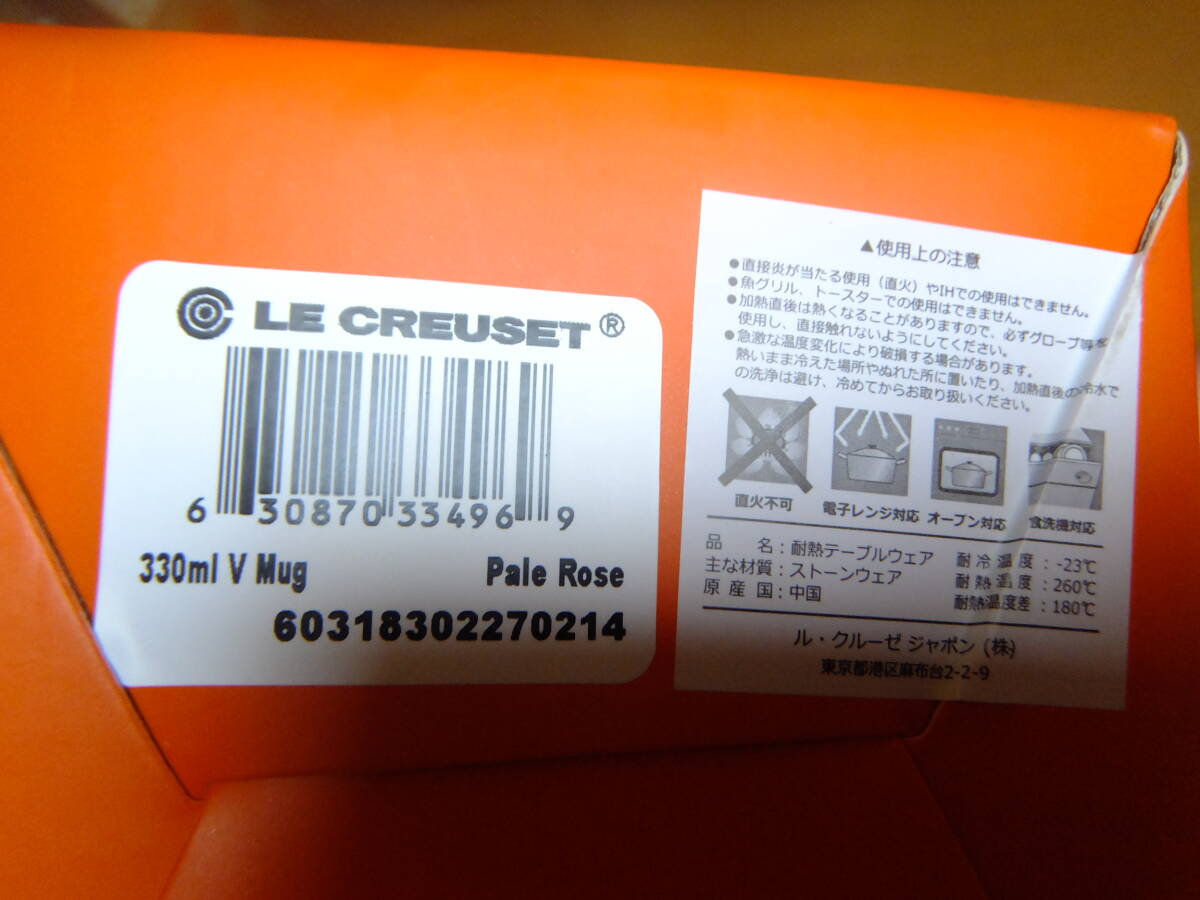 LE CREUSET®
6 30870 33496 9
330ml V Mug Pale Rose
60318302270214
▲使用上の注意
●直接炎が当たる使用（直火）やIHでの使用はできません。
●魚グリル、トースターでの使用はできません。
●加熱直後は熱くなることがありますので、必ずグローブ等を
使用し、直接触れないようにしてください。
●急激な温度変化により破損する場合があります。
熱いまま冷えた場所やぬれた所に置いたり、加熱直後の冷水で
の洗浄は避け、冷めてからお取り扱いください。
直火不可 電子レンジ対応 オーブン対応 食洗機対応
品名：耐熱テーブルウェア 耐冷温度：-23℃
主な材質：ストーンウェア 耐熱温度：260℃
原産国：中国 耐熱温度差：180℃
ル・クルーゼ ジャポン（株）
東京都港区麻布台2-2-9